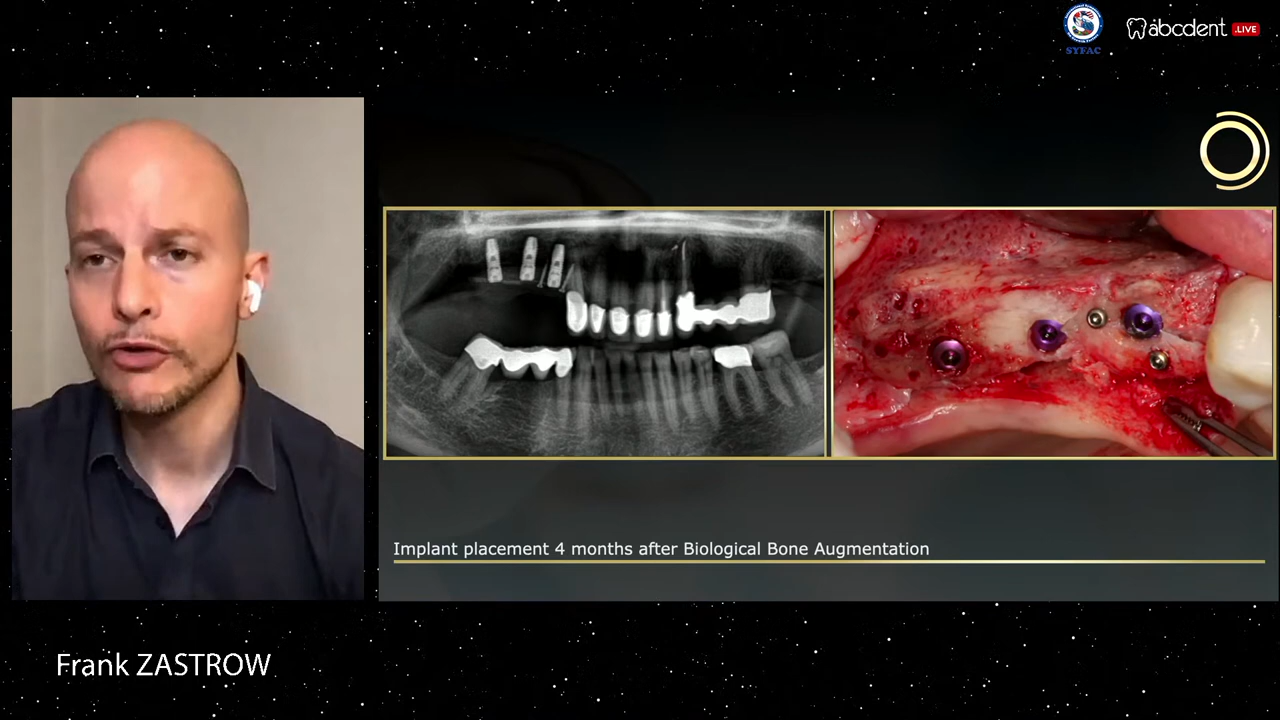 SYFAC
abcdent .LIVE
Implant placement 4 months after Biological Bone Augmentation
Frank ZASTROW